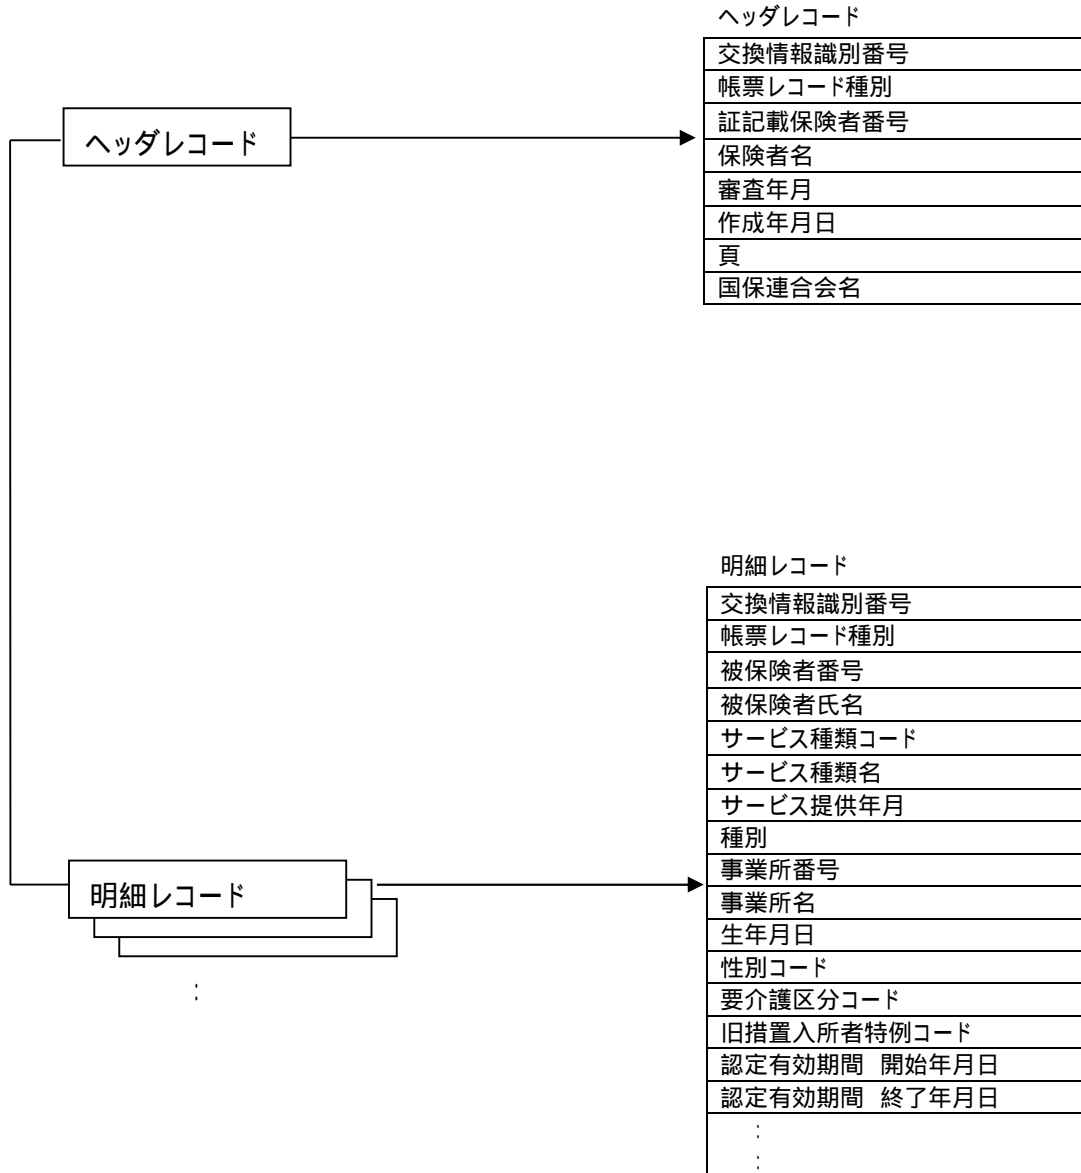 ヘッダレコード
交換情報識別番号
帳票レコード種別
証記載保険者番号
保険者名
審査年月
作成年月日
頁
国保連合会名
ヘッダレコード
明細レコード
交換情報識別番号
帳票レコード種別
被保険者番号
被保険者氏名
サービス種類コード
サービス種類名
サービス提供年月
種別
事業所番号
事業所名
生年月日
性別コード
要介護区分コード
旧措置入所者特例コード
認定有効期間 開始年月日
認定有効期間 終了年月日
:
:
明細レコード
: